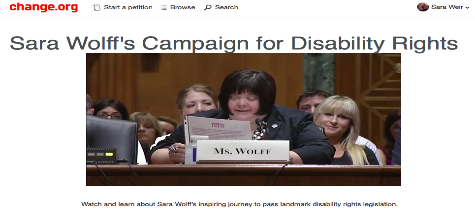 change.org Start a petition Browse Search Sara Weir
Sara Wolff's Campaign for Disability Rights
Ms. Wolff
Watch and learn about Sara Wolff's inspiring journey to pass landmark disability rights legislation.